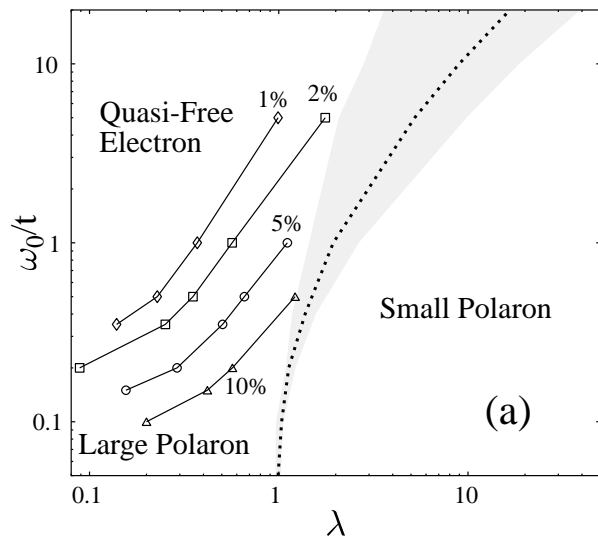 10
1% 2%
Quasi-Free
Electron
ω₀/t
1
5%
Small Polaron
10%
(a)
0.1
Large Polaron
0.1 1 10
λ